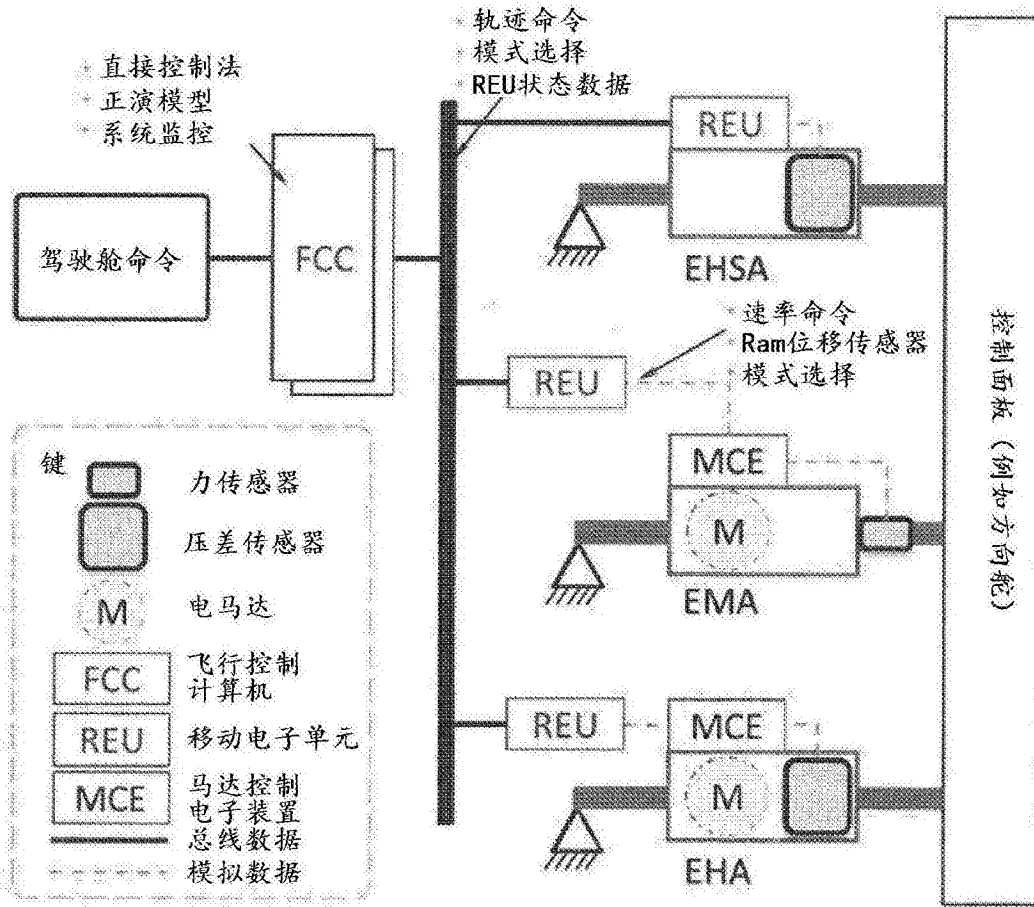 轨迹命令
模式选择
REU状态数据
直接控制法
正演模型
系统监控
REU
驾驶舱命令
FCC
EHSA
速率命令
Ram位移传感器
模式选择
REU
MCE
M
EMA
控制面板（例如方向舵）
REU
MCE
M
EHA
键
力传感器
压差传感器
M
电马达
FCC
飞行控制
计算机
REU
移动电子单元
MCE
马达控制
电子装置
总线数据
模拟数据